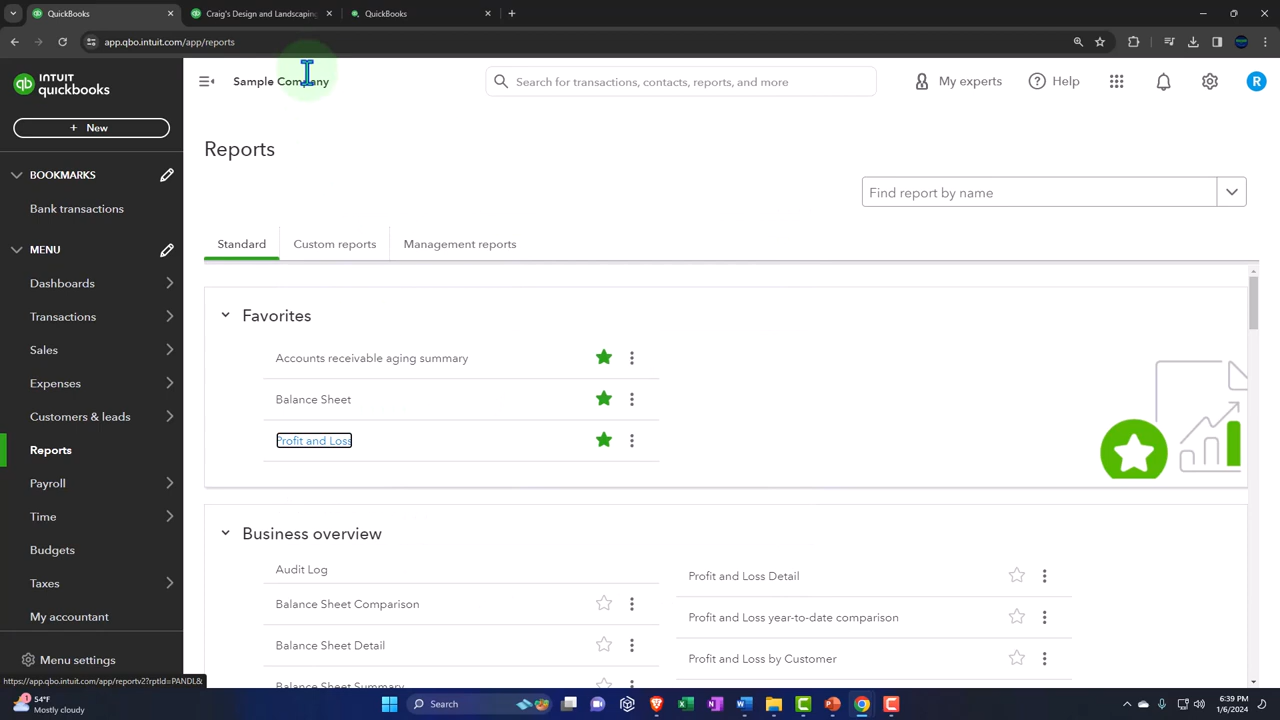 QuickBooks
Craig's Design and Landscaping
QuickBooks
app.qbo.intuit.com/app/reports
INTUIT
quickbooks
Sample Company
Search for transactions, contacts, reports, and more
My experts
Help
R
+ New
Reports
BOOKMARKS
Find report by name
Bank transactions
MENU
Standard
Custom reports
Management reports
Dashboards
Transactions
Sales
Expenses
Customers & leads
Reports
Payroll
Time
Budgets
Taxes
My account
Menu settings
Favorites
Accounts receivable aging summary
Balance Sheet
Profit and Loss
Business overview
Audit Log
Balance Sheet Comparison
Balance Sheet Detail
Balance Sheet Summary
Profit and Loss Detail
Profit and Loss year-to-date comparison
Profit and Loss by Customer
https://app.qbo.intuit.com/app/reportv2?rptId=PANDL&
1
54°F
Mostly cloudy
Search
6:39 PM
1/6/2024